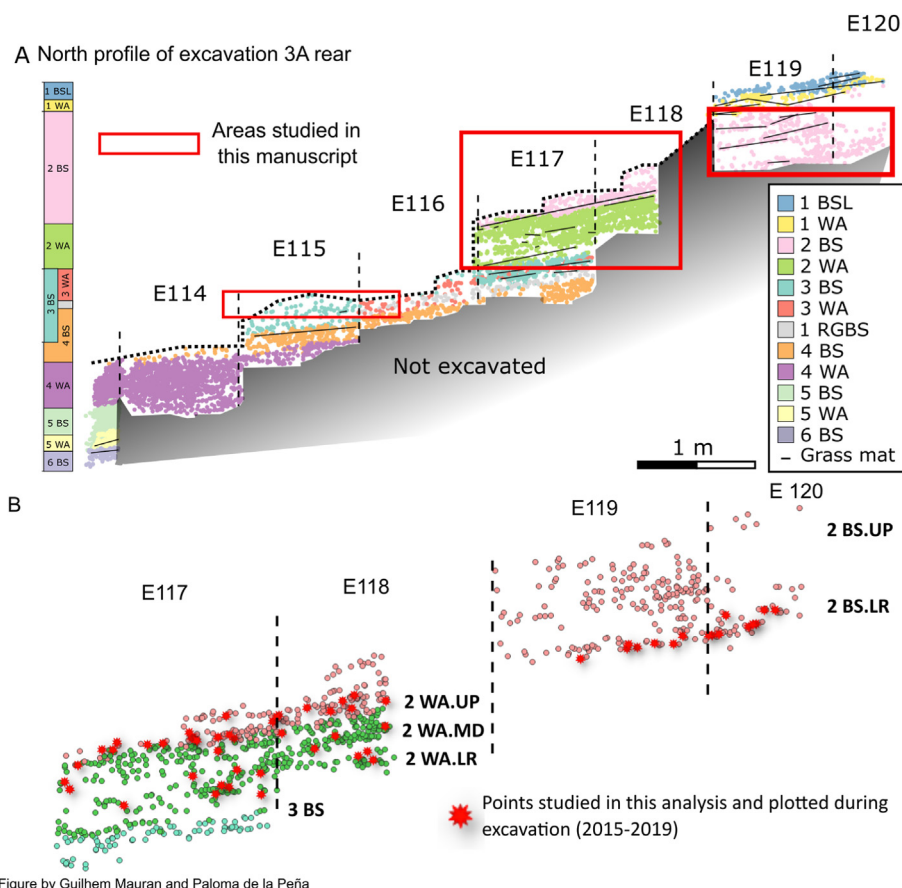 A North profile of excavation 3A rear
E120
E119
E118
E117
E116
E115
E114
Areas studied in
this manuscript
1 BSL
1 WA
2 BS
2 WA
3 BS
3 WA
4 BS
4 WA
5 BS
5 WA
6 BS
Not excavated
1 m
1 BSL
1 WA
2 BS
2 WA
3 BS
3 WA
1 RGBS
4 BS
4 WA
5 BS
5 WA
6 BS
Grass mat
B
E117
E118
E119
E 120
2 BS.UP
2 BS.LR
2 WA.UP
2 WA.MD
2 WA.LR
3 BS
Points studied in this analysis and plotted during
excavation (2015-2019)
Figure by Guilhem Mauran and Paloma de la Peña